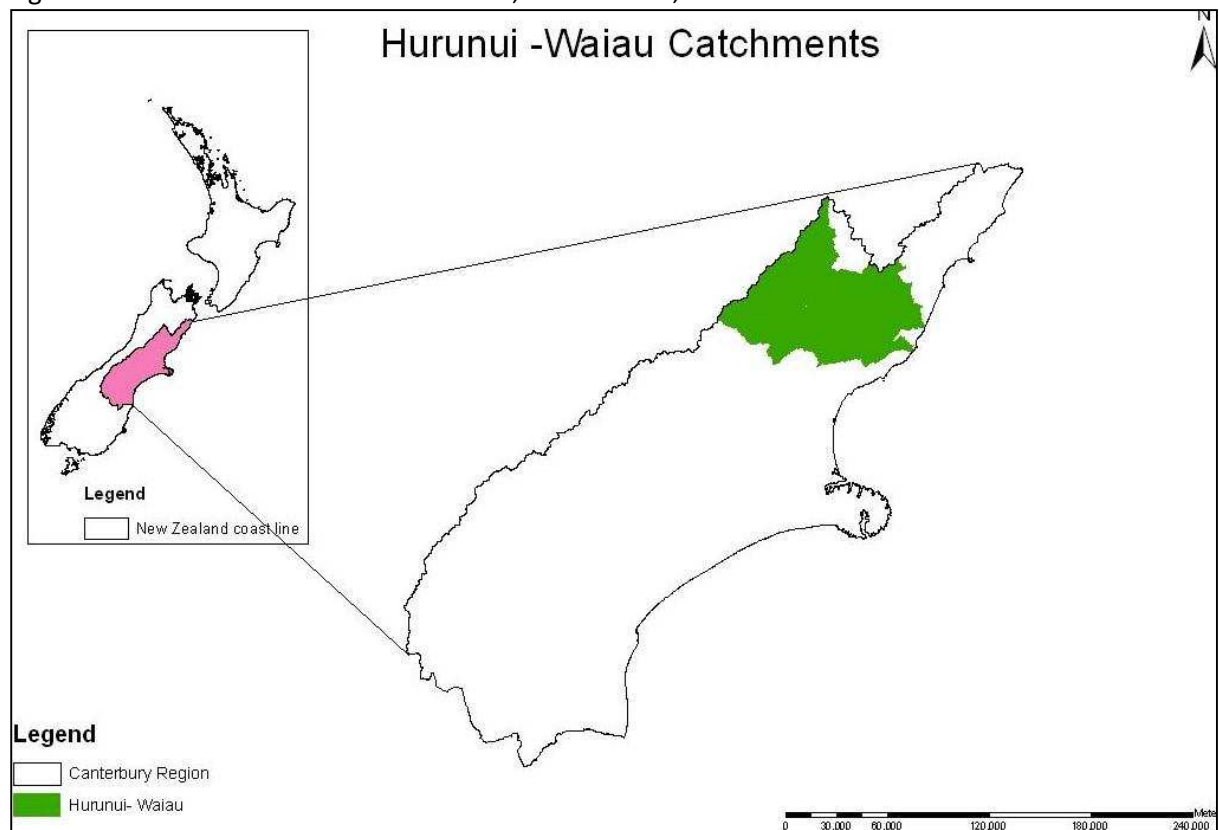 Hurunui -Waiau Catchments
N
Legend
New Zealand coast line
Legend
Canterbury Region
Hurunui- Waiau
Mete
0 30,000 60,000 120,000 180,000 240,000